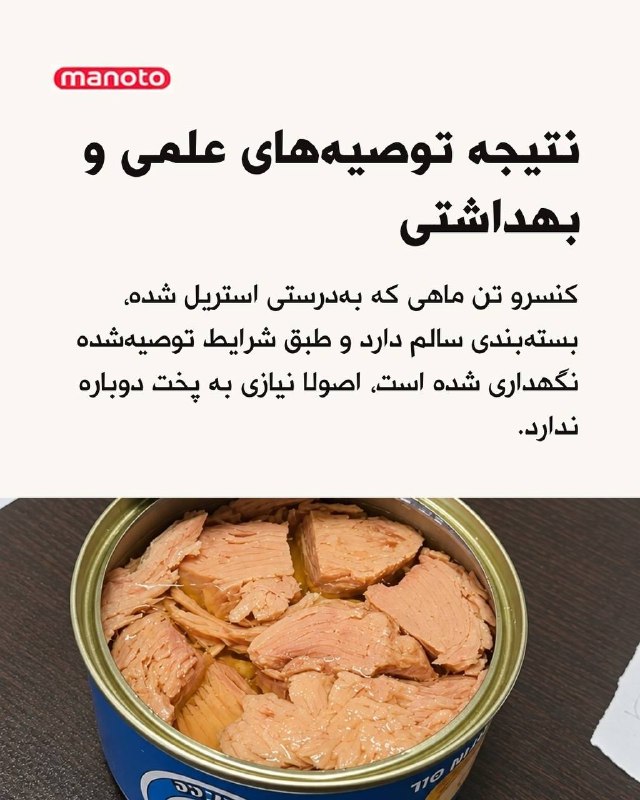 manoto
نتیجه توصیه‌های علمی و
بهداشتی
کنسرو تن ماهی که به‌درستی استریل شده،
بسته‌بندی سالم دارد و طبق شرایط توصیه‌شده
نگهداری شده است، اصولا نیازی به پخت دوباره
ندارد.